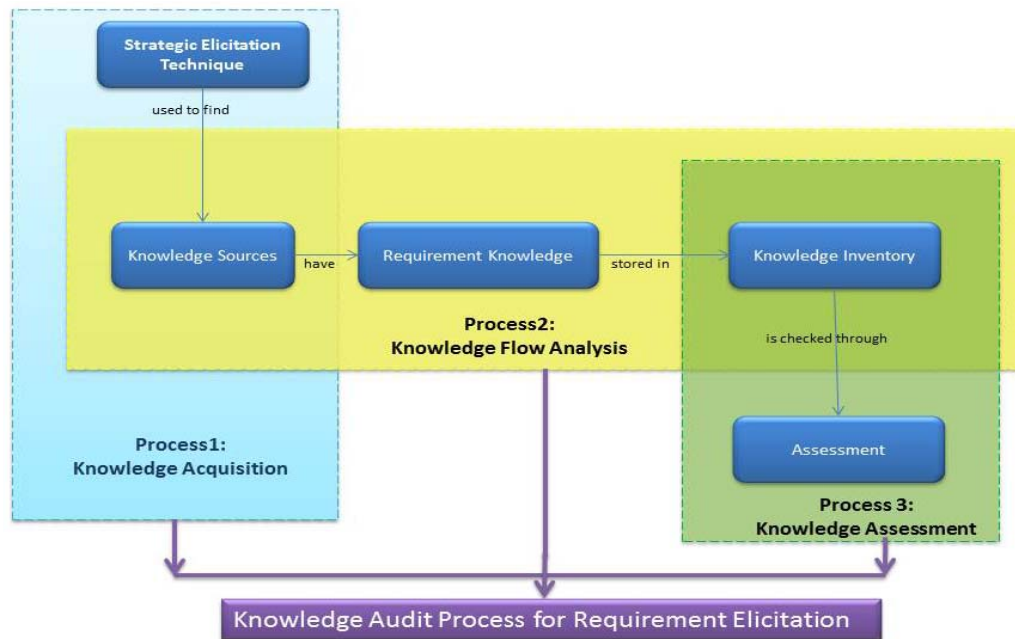 Strategic Elicitation
Technique
used to find
Knowledge Sources
have
Requirement Knowledge
stored in
Knowledge Inventory
Process2:
Knowledge Flow Analysis
is checked through
Process1:
Knowledge Acquisition
Assessment
Process 3:
Knowledge Assessment
Knowledge Audit Process for Requirement Elicitation